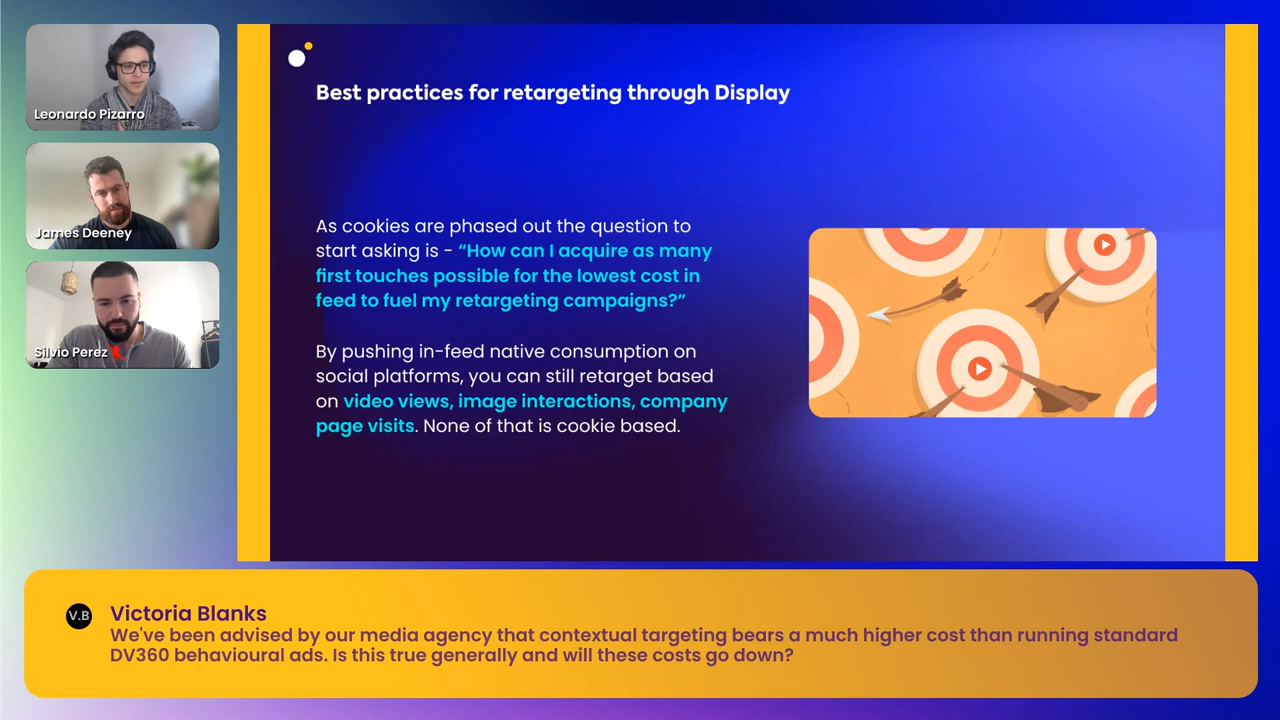 Leonardo Pizarro
James Deeney
Silvio Perez
Best practices for retargeting through Display
As cookies are phased out the question to
start asking is - “How can I acquire as many
first touches possible for the lowest cost in
feed to fuel my retargeting campaigns?”
By pushing in-feed native consumption on
social platforms, you can still retarget based
on video views, image interactions, company
page visits. None of that is cookie based.
V.B
Victoria Blanks
We've been advised by our media agency that contextual targeting bears a much higher cost than running standard
DV360 behavioural ads. Is this true generally and will these costs go down?